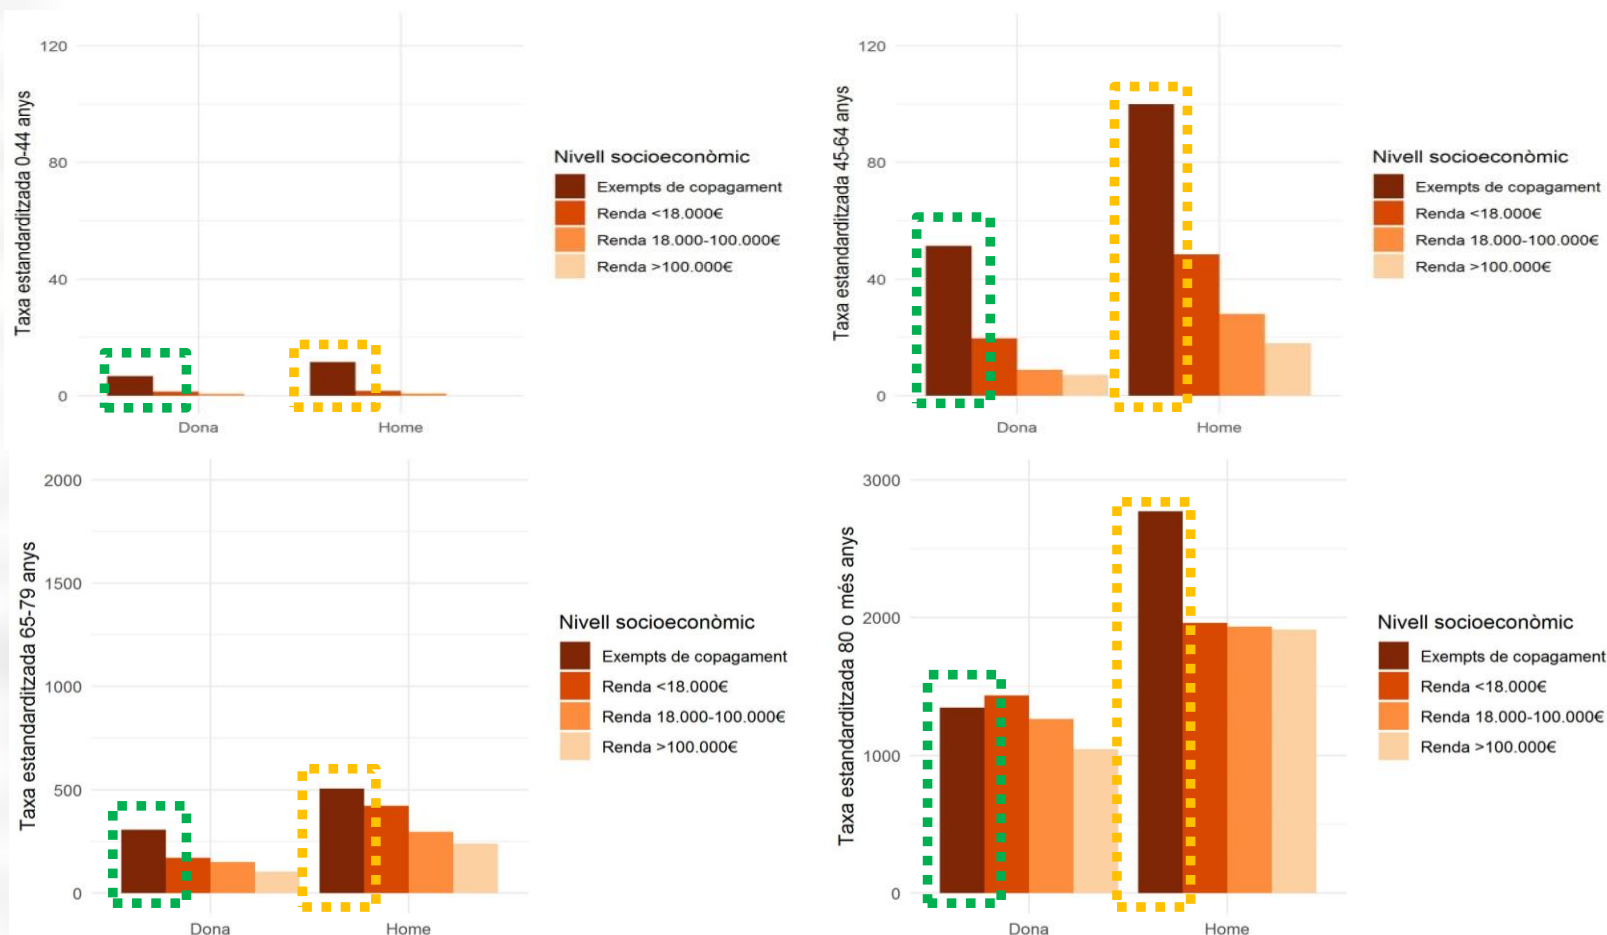 Taxa estandarditzada 0-44 anys
120
80
40
0
Dona
Home
Nivell socioeconòmic
Exempts de copagament
Renda <18.000€
Renda 18.000-100.000€
Renda >100.000€
Taxa estandarditzada 45-64 anys
120
80
40
0
Dona
Home
Nivell socioeconòmic
Exempts de copagament
Renda <18.000€
Renda 18.000-100.000€
Renda >100.000€
Taxa estandarditzada 65-79 anys
2000
1500
1000
500
0
Dona
Home
Nivell socioeconòmic
Exempts de copagament
Renda <18.000€
Renda 18.000-100.000€
Renda >100.000€
Taxa estandarditzada 80 o més anys
3000
2000
1000
0
Dona
Home
Nivell socioeconòmic
Exempts de copagament
Renda <18.000€
Renda 18.000-100.000€
Renda >100.000€